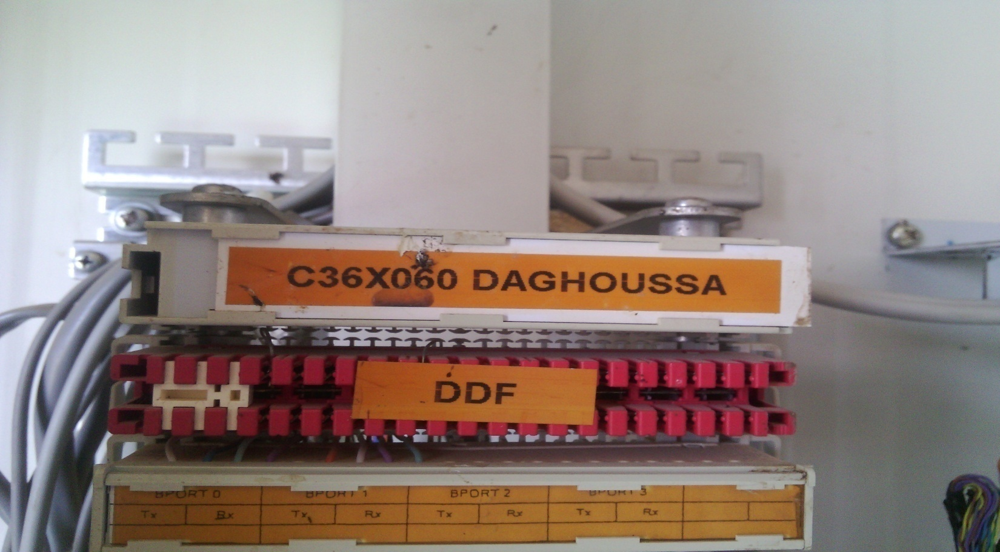 C36X060 DAGHOUSSA
DDF
BPORT 0 BPORT 1 BPORT 2 BPORT 3
Tx Rx Tx Rx Tx Rx Tx Rx